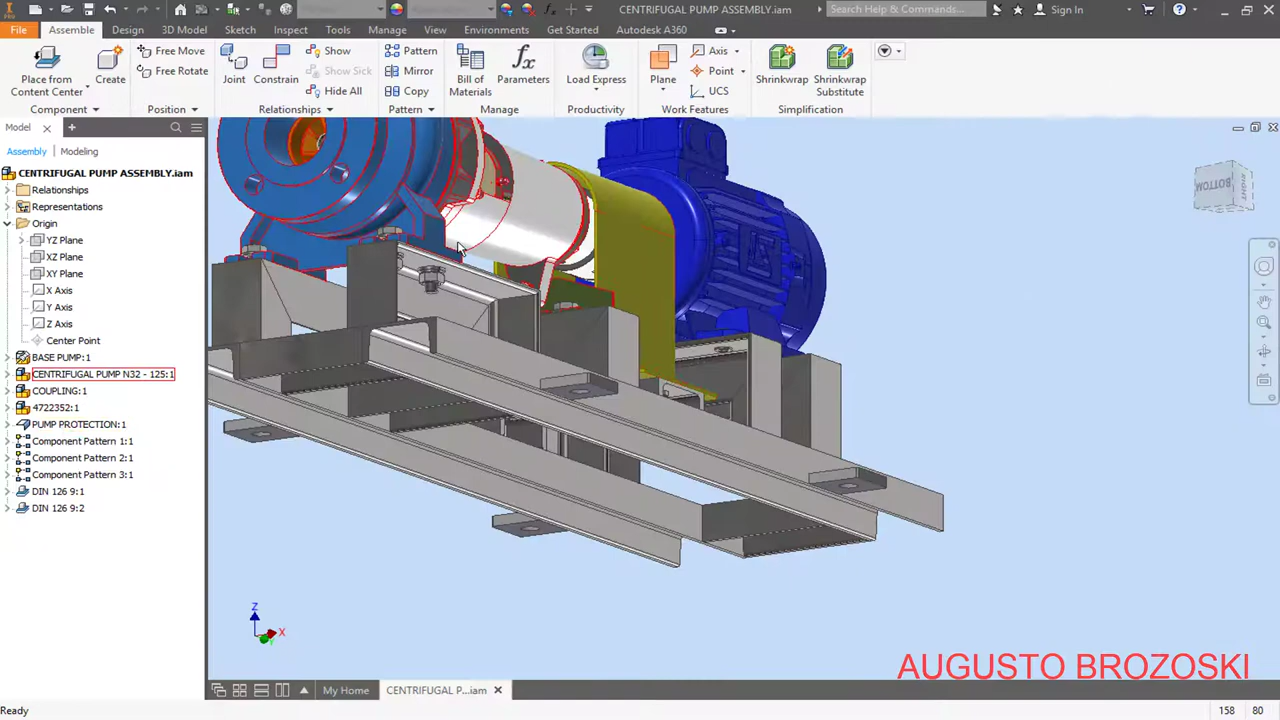 CENTRIFUGAL PUMP ASSEMBLY.iam
Search Help & Commands...
Sign In
File
Assemble
Design
3D Model
Sketch
Inspect
Tools
Manage
View
Environments
Get Started
Autodesk A360
Place from
Content Center
Create
Free Move
Free Rotate
Joint
Constrain
Show
Show Sick
Hide All
Pattern
Mirror
Copy
Bill of
Materials
Parameters
Load Express
Plane
Axis
Point
UCS
Shrinkwrap
Shrinkwrap
Substitute
Component
Position
Relationships
Pattern
Manage
Productivity
Work Features
Simplification
Model
Assembly
Modeling
CENTRIFUGAL PUMP ASSEMBLY.iam
Relationships
Representations
Origin
YZ Plane
XZ Plane
XY Plane
X Axis
Y Axis
Z Axis
Center Point
BASE PUMP:1
CENTRIFUGAL PUMP N32 - 125:1
COUPLING:1
4722352:1
PUMP PROTECTION:1
Component Pattern 1:1
Component Pattern 2:1
Component Pattern 3:1
DIN 126 9:1
DIN 126 9:2
BOTTOM
RIGHT
Z
X
AUGUSTO BROZOSKI
My Home
CENTRIFUGAL P...iam
Ready
158
80